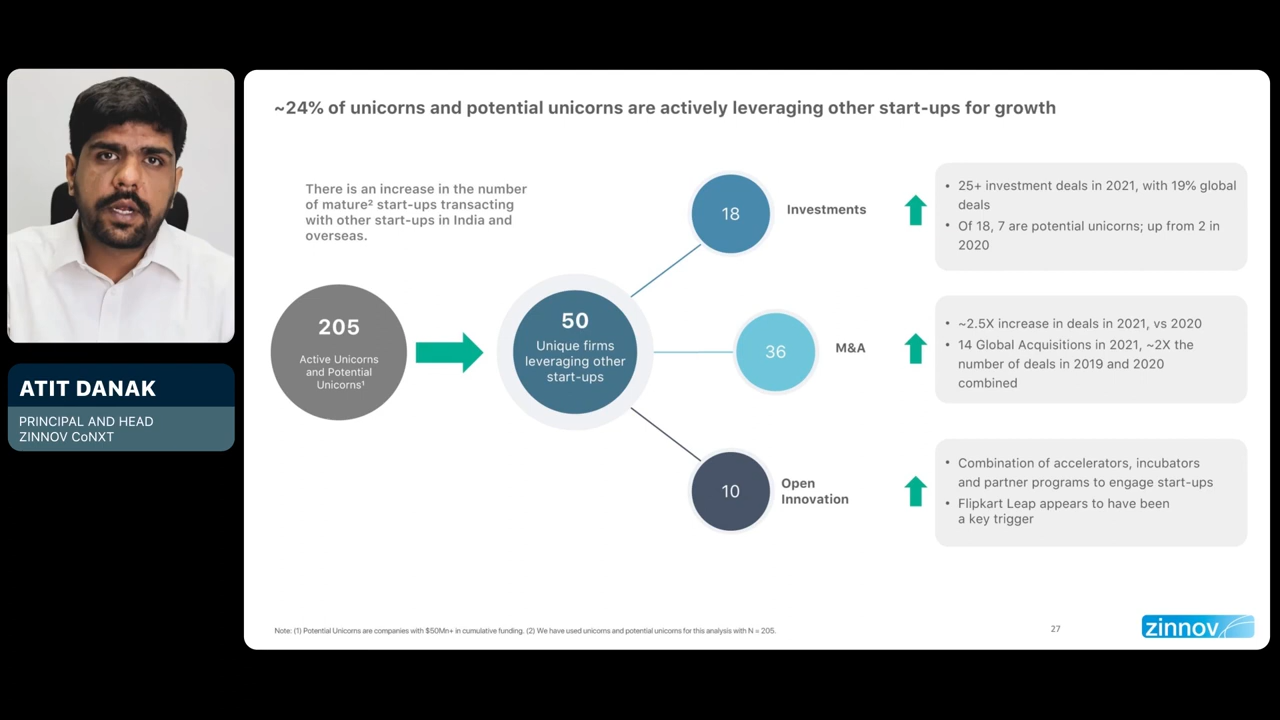 ~24% of unicorns and potential unicorns are actively leveraging other start-ups for growth
There is an increase in the number
of mature² start-ups transacting
with other start-ups in India and
overseas.
205
Active Unicorns
and Potential
Unicorns¹
50
Unique firms
leveraging other
start-ups
18
Investments
• 25+ investment deals in 2021, with 19% global
deals
• Of 18, 7 are potential unicorns; up from 2 in
2020
36
M&A
• ~2.5X increase in deals in 2021, vs 2020
• 14 Global Acquisitions in 2021, ~2X the
number of deals in 2019 and 2020
combined
10
Open
Innovation
• Combination of accelerators, incubators
and partner programs to engage start-ups
• Flipkart Leap appears to have been
a key trigger
ATIT DANAK
PRINCIPAL AND HEAD
ZINNOV CoNXT
Note: (1) Potential Unicorns are companies with $50Mn+ in cumulative funding. (2) We have used unicorns and potential unicorns for this analysis with N = 205.
27
zinnov